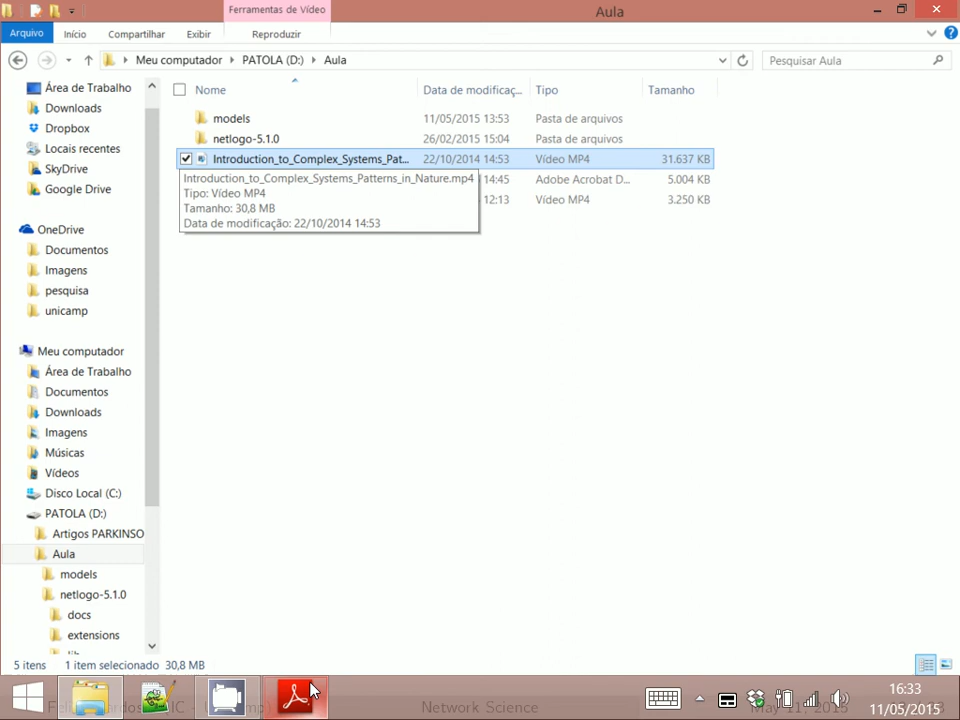 Ferramentas de Vídeo
Aula
Arquivo
Início
Compartilhar
Exibir
Reproduzir
Meu computador
PATOLA (D:)
Aula
Pesquisar Aula
Área de Trabalho
Downloads
Dropbox
Locais recentes
SkyDrive
Google Drive
OneDrive
Documentos
Imagens
pesquisa
unicamp
Meu computador
Área de Trabalho
Documentos
Downloads
Imagens
Músicas
Vídeos
Disco Local (C:)
PATOLA (D:)
Artigos PARKINSO
Aula
models
netlogo-5.1.0
docs
extensions
Nome Data de modificaç... Tipo Tamanho
models 11/05/2015 13:53 Pasta de arquivos
netlogo-5.1.0 26/02/2015 15:04 Pasta de arquivos
Introduction_to_Complex_Systems_Pat... 22/10/2014 14:53 Vídeo MP4 31.637 KB
14:45 Adobe Acrobat D... 5.004 KB
12:13 Vídeo MP4 3.250 KB
Introduction_to_Complex_Systems_Patterns_in_Nature.mp4
Tipo: Vídeo MP4
Tamanho: 30,8 MB
Data de modificação: 22/10/2014 14:53
5 itens 1 item selecionado 30,8 MB
Network Science
16:33
11/05/2015